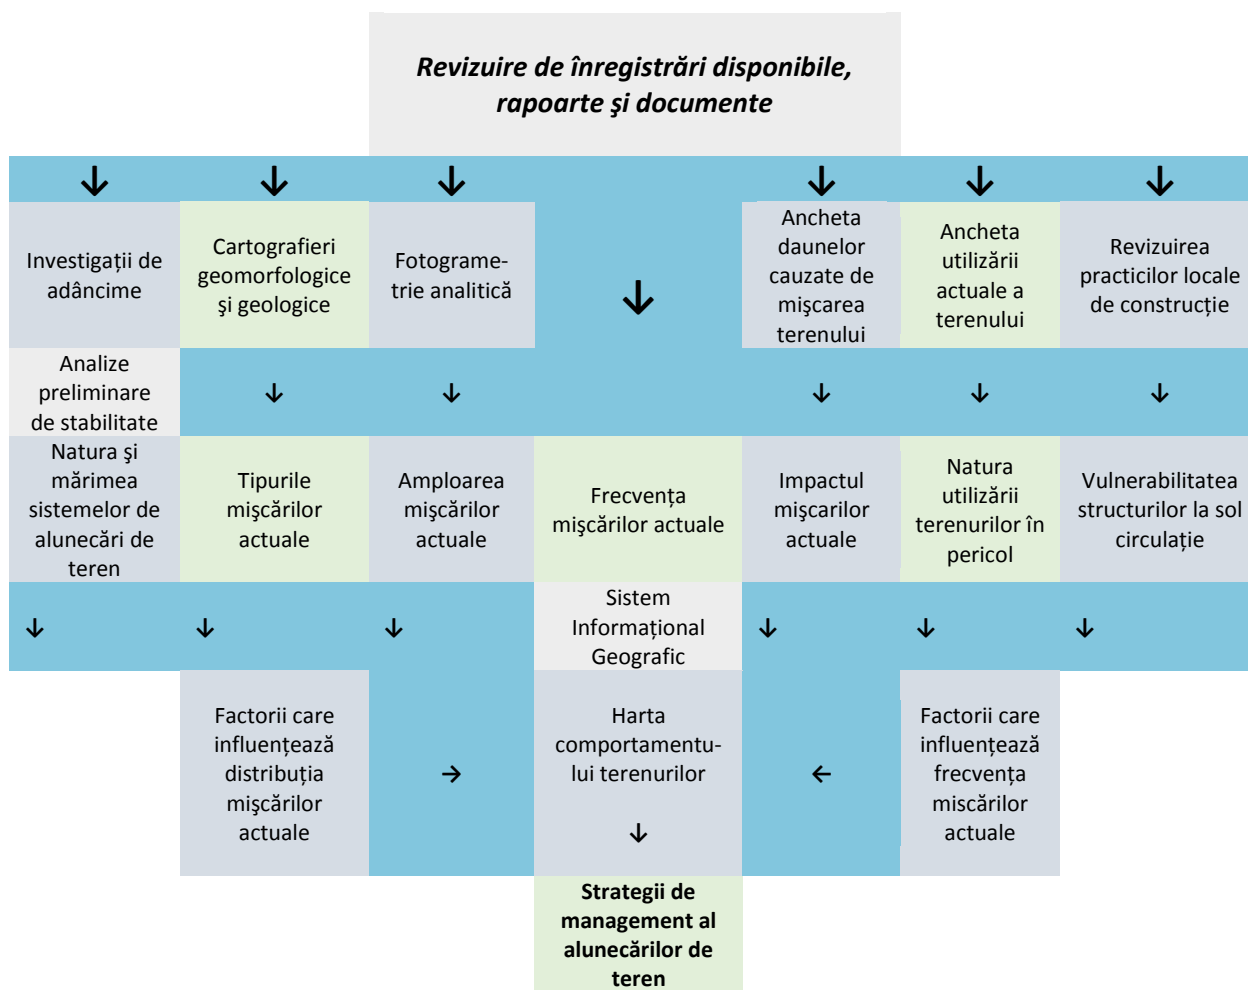 Revizuire de înregistrări disponibile,
rapoarte şi documente
↓ ↓ ↓ ↓ ↓ ↓
Investigații de
adâncime
Cartografieri
geomorfologice
şi geologice
Fotograme-
trie analitică
↓
Ancheta
daunelor
cauzate de
mişcarea
terenului
Ancheta
utilizării
actuale a
terenului
Revizuirea
practicilor locale
de construcție
Analize
preliminare
de stabilitate
↓ ↓ ↓ ↓ ↓
Natura şi
mărimea
sistemelor de
alunecări de
teren
Tipurile
mişcărilor
actuale
Amploarea
mişcărilor
actuale
Frecvența
mişcărilor actuale
Impactul
mişcarilor
actuale
Natura
utilizării
terenurilor în
pericol
Vulnerabilitatea
structurilor la sol
circulație
↓ ↓ ↓
Sistem
Informațional
Geografic
↓ ↓ ↓
Factorii care
influențează
distribuția
mişcărilor
actuale
→
Harta
comportamentu-
lui terenurilor
↓
←
Factorii care
influențează
frecvența
miscărilor
actuale
Strategii de
management al
alunecărilor de
teren